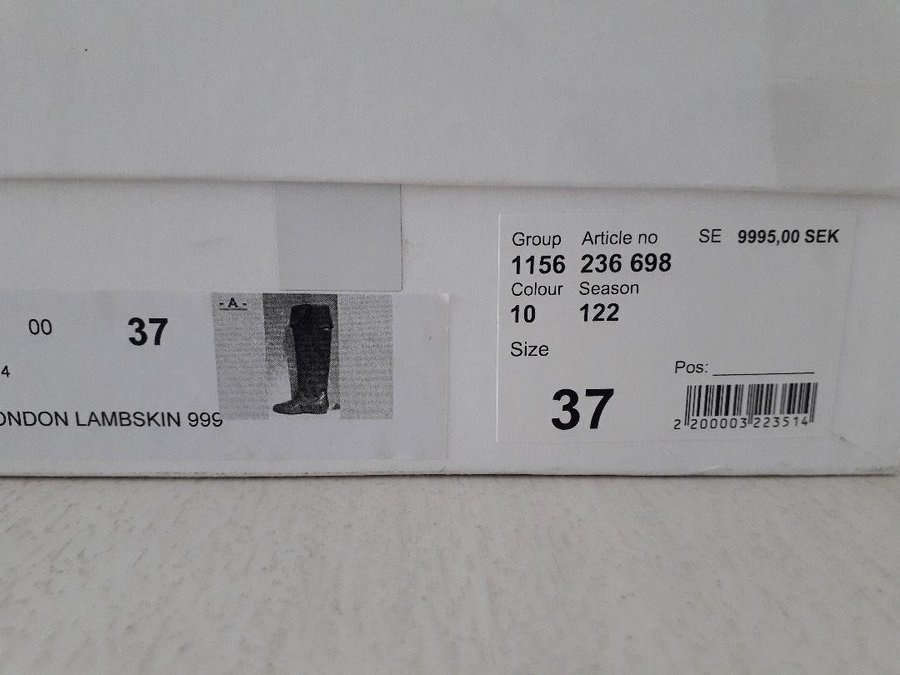 00
37
4
ONDON LAMBSKIN 999
- A -
Group Article no SE 9995,00 SEK
1156 236 698
Colour Season
10 122
Size
37
Pos:
2 200003 223514